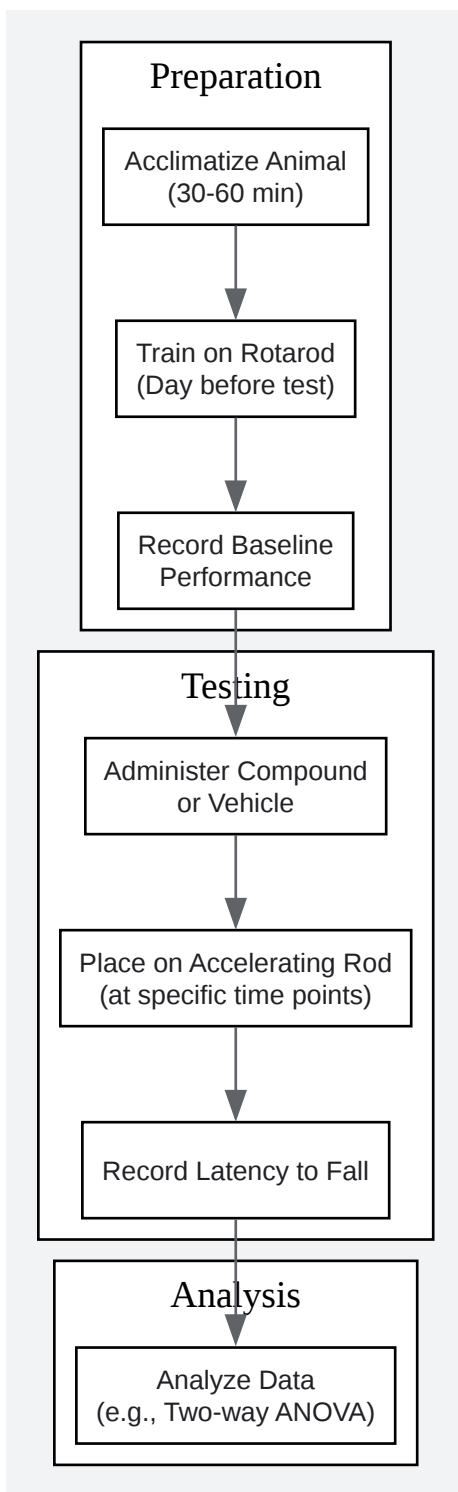 Preparation
Acclimatize Animal
(30-60 min)
Train on Rotarod
(Day before test)
Record Baseline
Performance
Testing
Administer Compound
or Vehicle
Place on Accelerating Rod
(at specific time points)
Record Latency to Fall
Analysis
Analyze Data
(e.g., Two-way ANOVA)